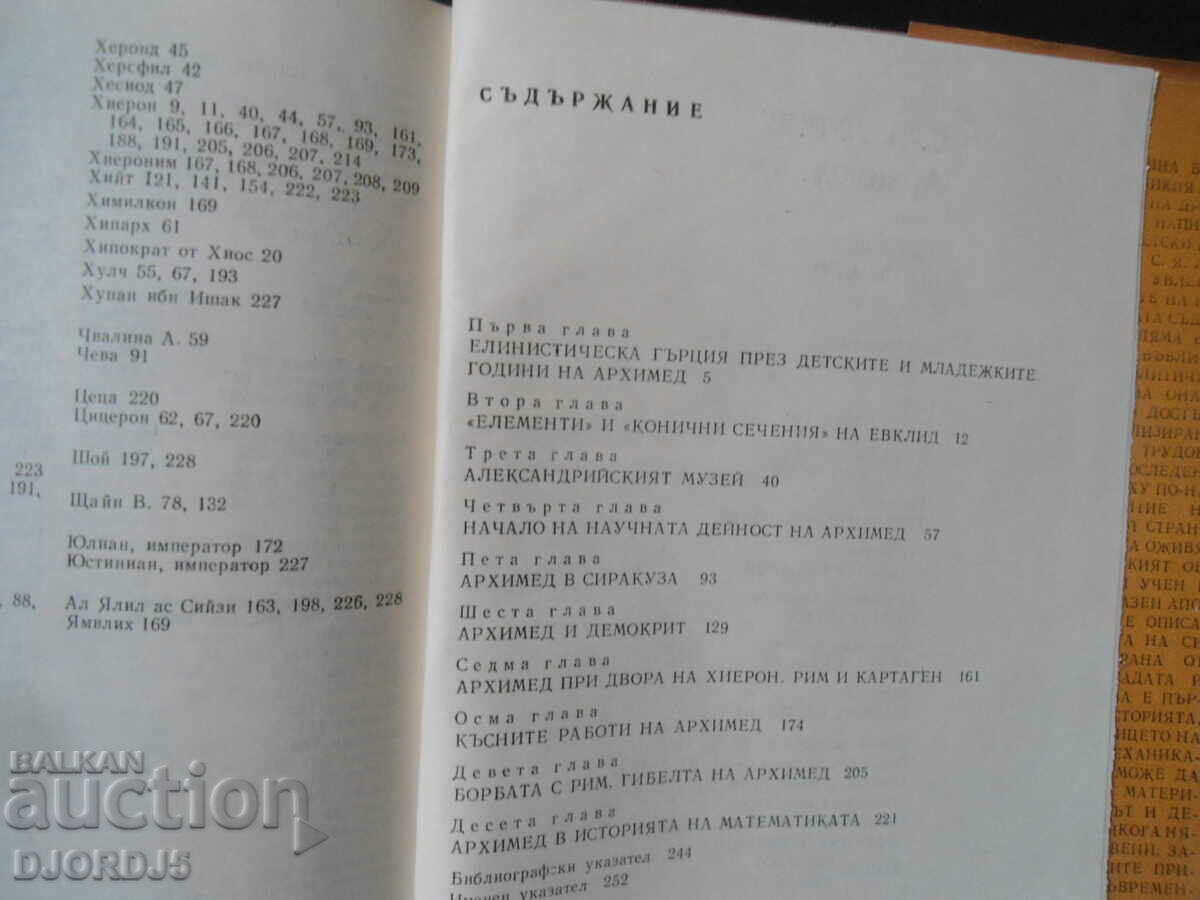 Херонд 45
Херсфил 42
Хесиод 47
Хиерон 9, 11, 40, 44, 57, 93, 161,
164, 165, 166, 167, 168, 169, 173,
188, 191, 205, 206, 207, 214
Хиероним 167, 168, 206, 207, 208, 209
Хийт 121, 141, 154, 222, 223
Химилкон 169
Хипарх 61
Хипократ от Хиос 20
Хулч 55, 67, 193
Хунан ибн Ишак 227
Чвалина А. 59
Чева 91
Цеца 220
Цицерон 62, 67, 220
Шой 197, 228
223
191,
Щайн В. 78, 132
Юлиан, император 172
Юстиниан, император 227
88,
Ал Ялил ас Сийзи 163, 198, 226, 228
Ямвлих 169
СЪДЪРЖАНИЕ
Първа глава
ЕЛИНИСТИЧЕСКА ГЪРЦИЯ ПРЕЗ ДЕТСКИТЕ И МЛАДЕЖКИТЕ
ГОДИНИ НА АРХИМЕД 5
Втора глава
«ЕЛЕМЕНТИ» И «КОНИЧНИ СЕЧЕНИЯ» НА ЕВКЛИД 12
Трета глава
АЛЕКСАНДРИЙСКИЯТ МУЗЕЙ 40
Четвърта глава
НАЧАЛО НА НАУЧНАТА ДЕЙНОСТ НА АРХИМЕД 57
Пета глава
АРХИМЕД В СИРАКУЗА 93
Шеста глава
АРХИМЕД И ДЕМОКРИТ 129
Седма глава
АРХИМЕД ПРИ ДВОРА НА ХИЕРОН. РИМ И КАРТАГЕН 161
Осма глава
КЪСНИТЕ РАБОТИ НА АРХИМЕД 174
Девета глава
БОРБАТА С РИМ. ГИБЕЛТА НА АРХИМЕД 205
Десета глава
АРХИМЕД В ИСТОРИЯТА НА МАТЕМАТИКАТА 221
Библиографски указател 244
Именен указател 252
BALKAN
auction
DJORDJ5